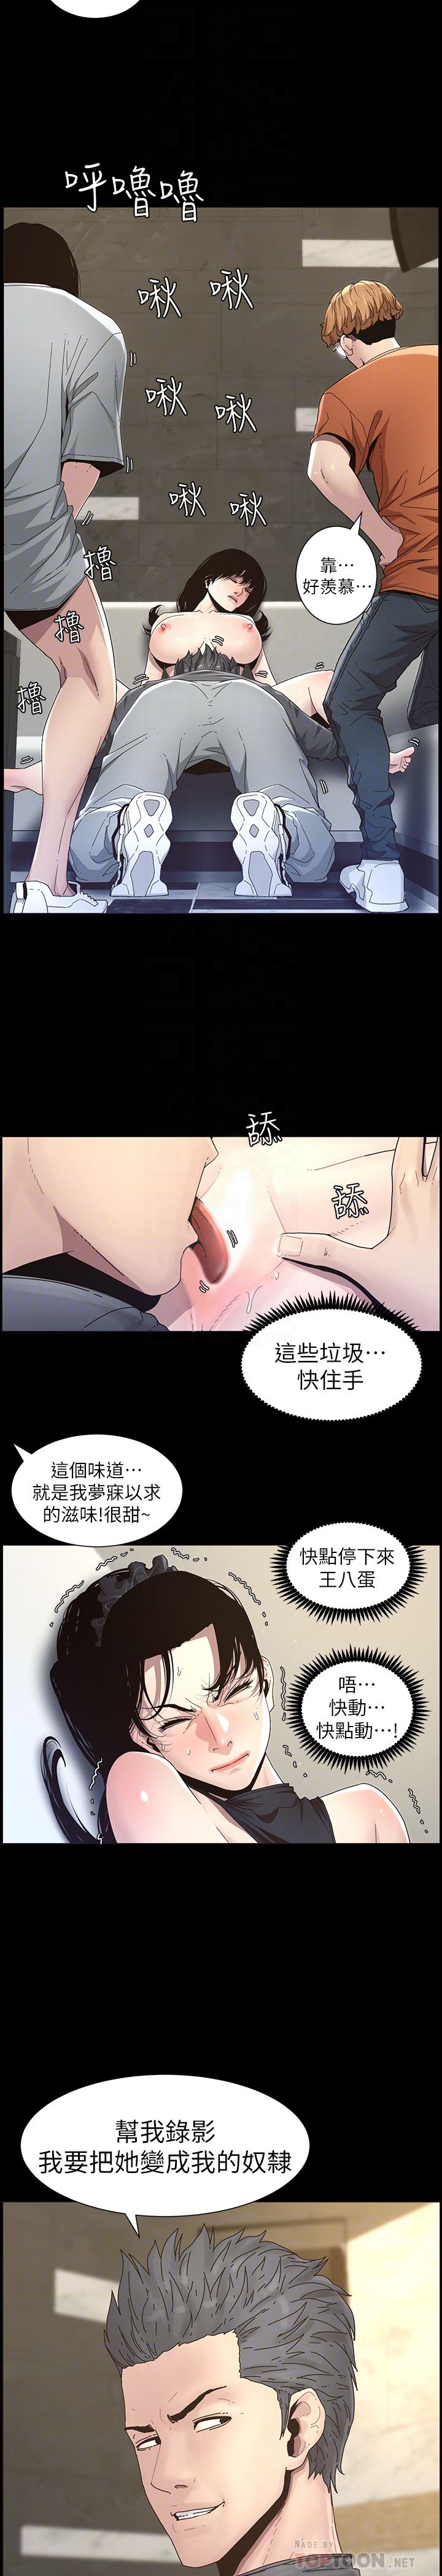 呼嚕嚕
啾
啾
啾
啾
啾
啾
擼
擼
擼
靠…
好羨慕…
舔
舔
這些垃圾…
快住手
這個味道…
就是我夢寐以求
的滋味!很甜~
快點停下來
王八蛋
唔…
快動…
快點動…!
幫我錄影
我要把她變成我的奴隸
MADE BY
TOPTOON.NET